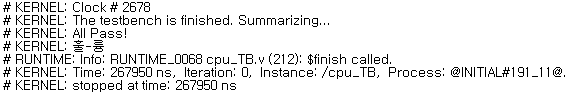 # KERNEL: Clock # 2678
# KERNEL: The testbench is finished. Summarizing...
# KERNEL: All Pass!
# KERNEL: 홀-륭
# RUNTIME: Info: RUNTIME_0068 cpu_TB.v (212): $finish called.
# KERNEL: Time: 267950 ns,  Iteration: 0,  Instance: /cpu_TB,  Process: @INITIAL#191_11@.
# KERNEL: stopped at time: 267950 ns